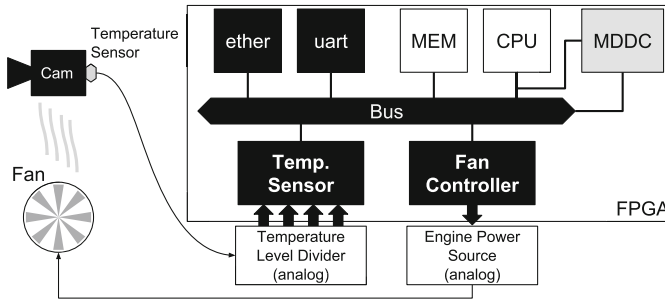 Temperature
Sensor
Cam
Fan
ether
uart
MEM
CPU
MDDC
Bus
Temp.
Sensor
Fan
Controller
FPGA
Temperature
Level Divider
(analog)
Engine Power
Source
(analog)